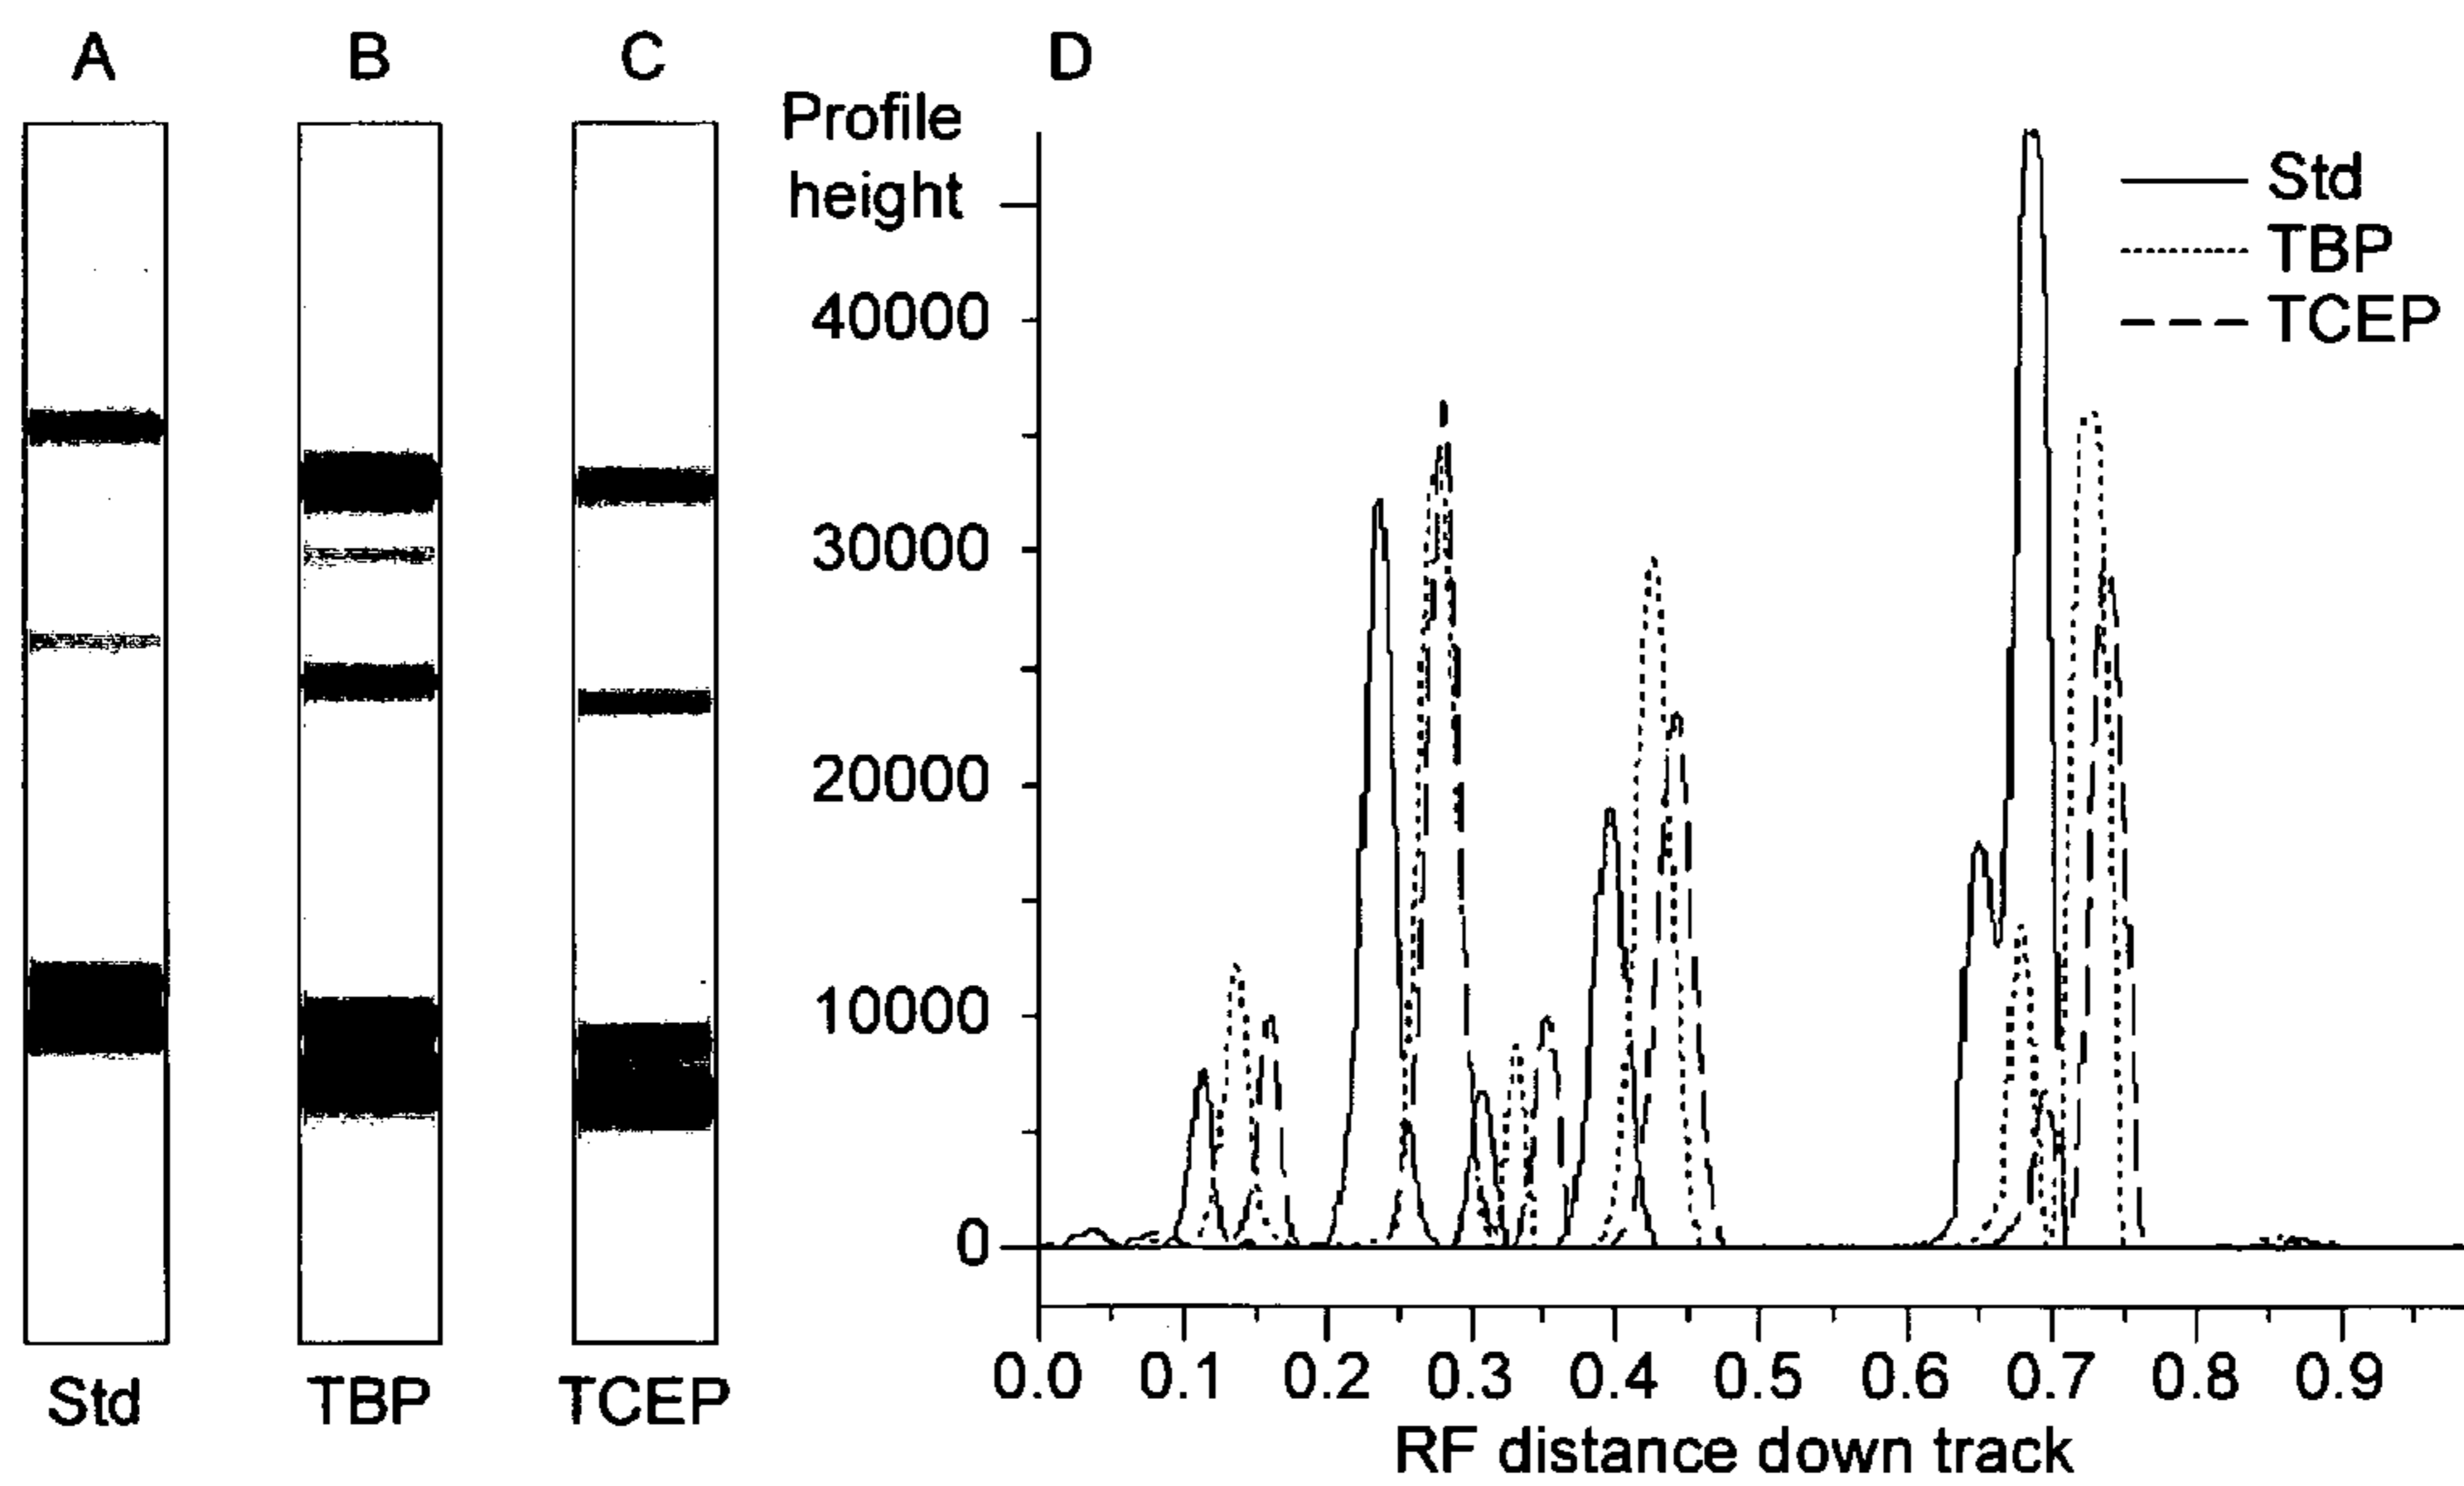 A
B
C
D
Profile
height
Std
TBP
TCEP
40000
30000
20000
10000
0
0.0 0.1 0.2 0.3 0.4 0.5 0.6 0.7 0.8 0.9
RF distance down track
Std
TBP
TCEP